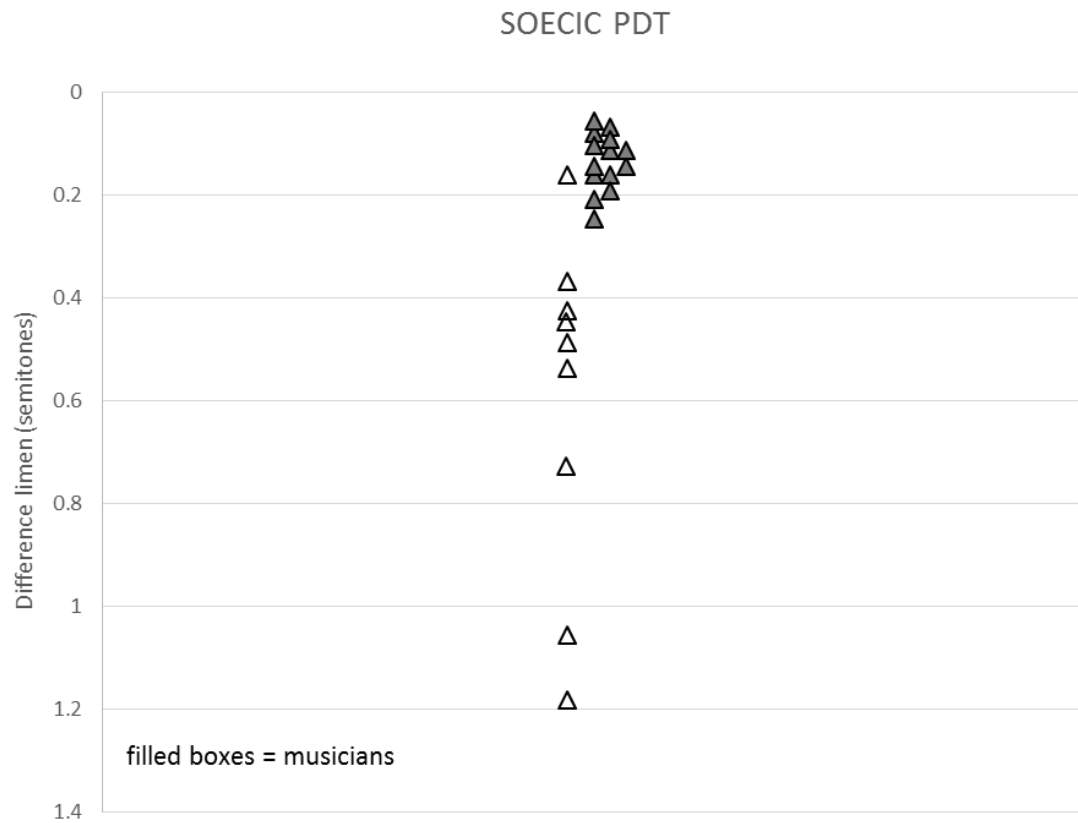 SOECIC PDT
0
0.2
0.4
0.6
0.8
1
1.2
1.4
Difference limen (semitones)
filled boxes = musicians